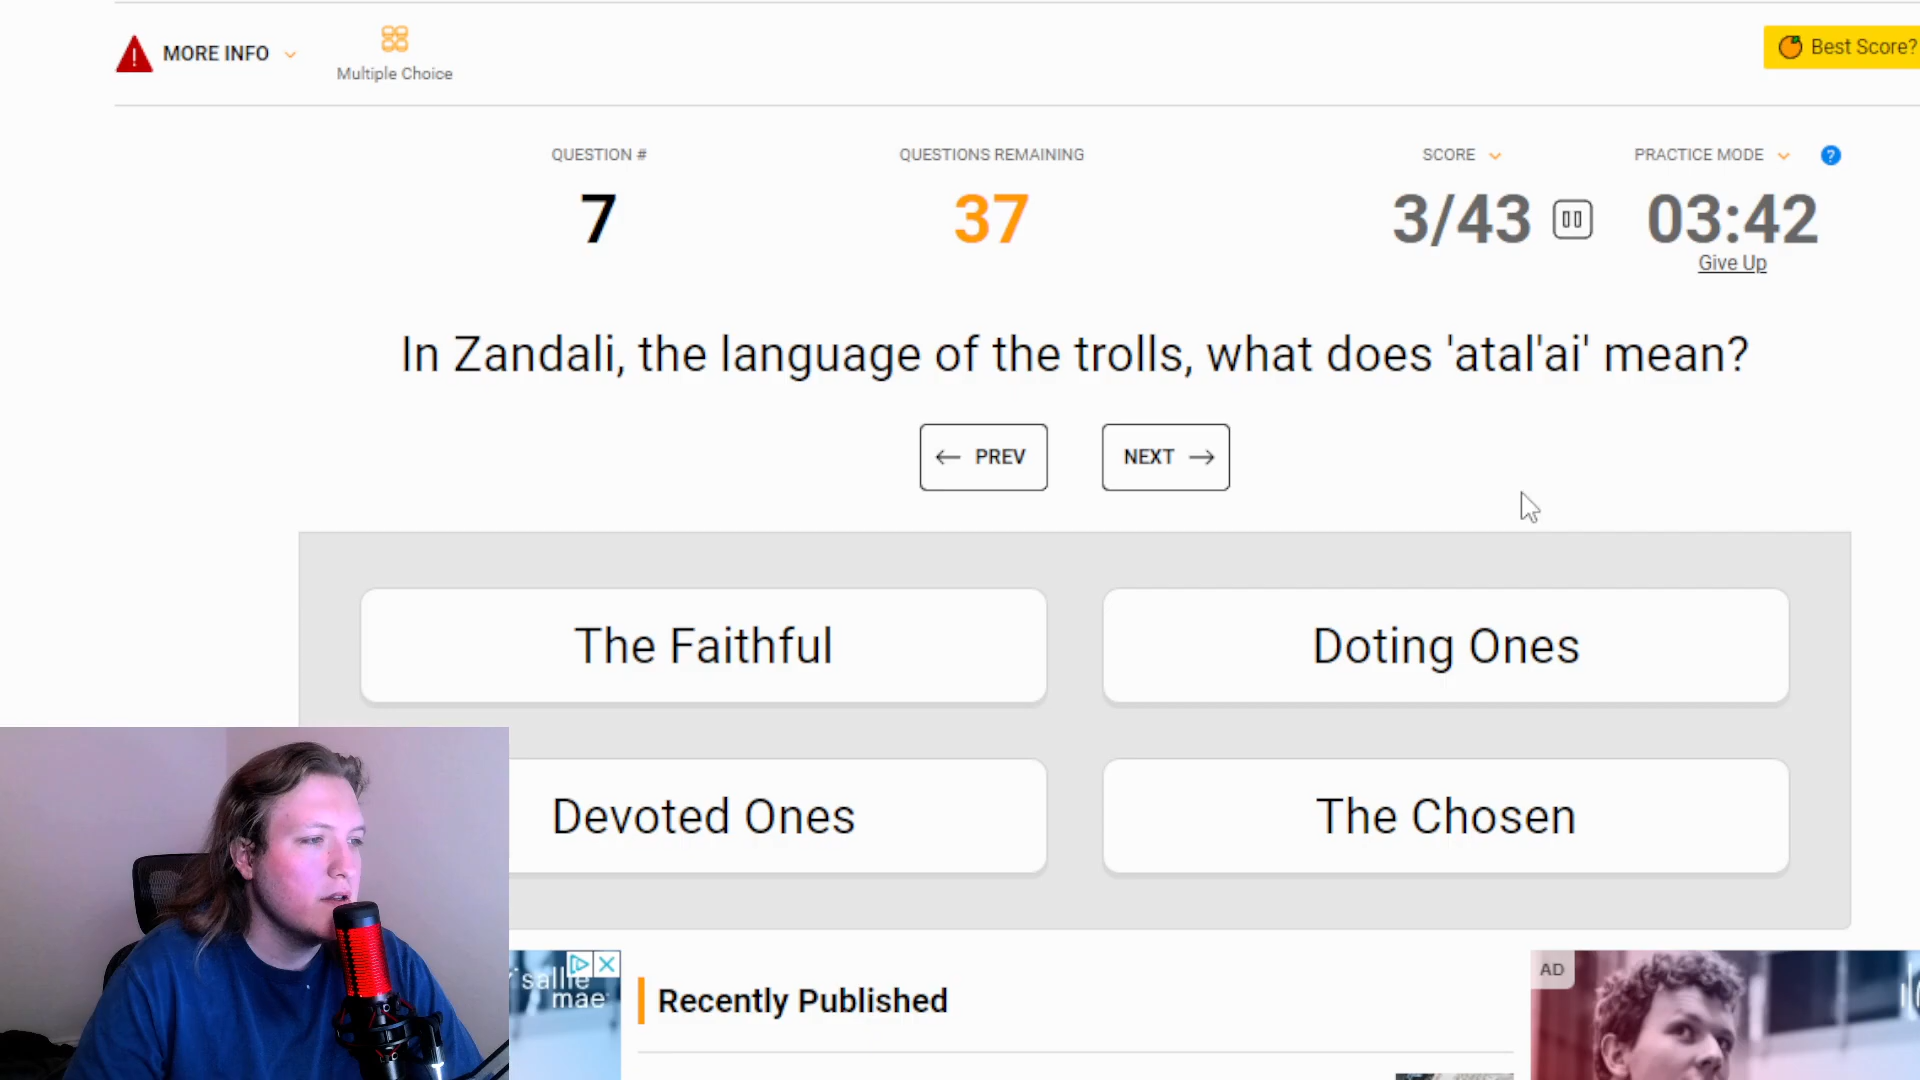 MORE INFO
Multiple Choice
Best Score?
QUESTION #
QUESTIONS REMAINING
SCORE
PRACTICE MODE
?
7
37
3/43
03:42
Give Up
In Zandali, the language of the trolls, what does 'atal'ai' mean?
← PREV
NEXT →
The Faithful
Doting Ones
Devoted Ones
The Chosen
sallie
mae
Recently Published
AD